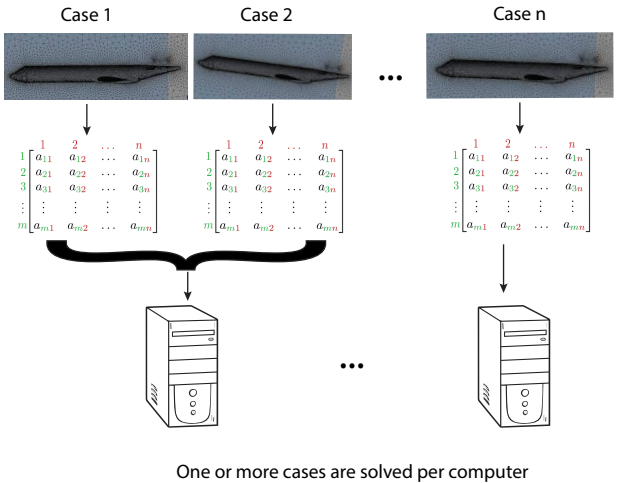 Case 1 Case 2 Case n
...
1 2 … n 1 2 … n 1 2 … n
1 a11 a12 … a1n 1 a11 a12 … a1n 1 a11 a12 … a1n
2 a21 a22 … a2n 2 a21 a22 … a2n 2 a21 a22 … a2n
3 a31 a32 … a3n 3 a31 a32 … a3n 3 a31 a32 … a3n
⋮ ⋮ ⋮ ⋮ ⋮ ⋮ ⋮ ⋮ ⋮ ⋮ ⋮ ⋮ ⋮ ⋮ ⋮
m am1 am2 … amn m am1 am2 … amn m am1 am2 … amn
...
One or more cases are solved per computer